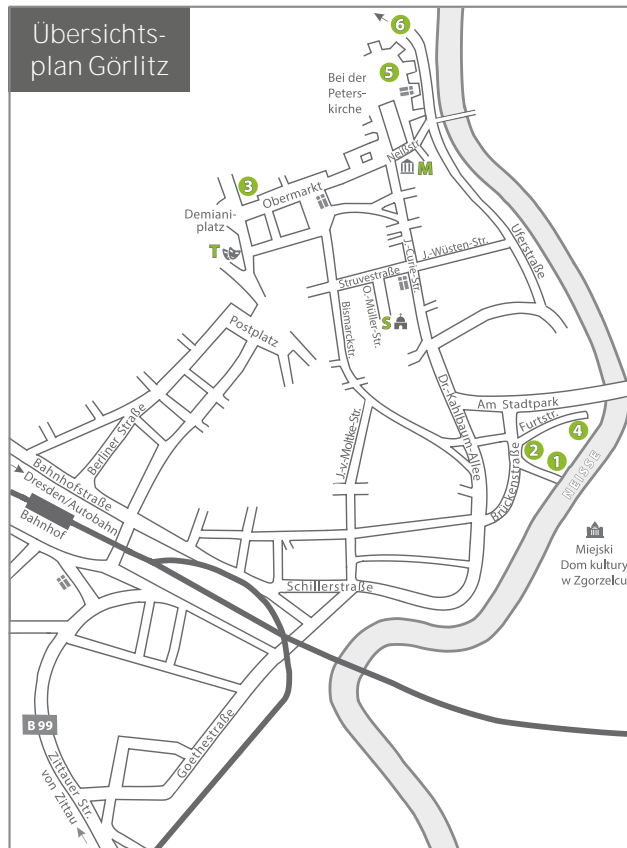 Übersichts-
plan Görlitz
6
5
Bei der
Peters-
kirche
Neißstr.
M
3
Obermarkt
Demiani-
platz
T
J.-Wüsten-Str.
Uferstraße
J.-Curie-Str.
Struvestraße
O.-Müller-Str.
S
Bismarckstr.
Postplatz
Dr.-Kahlbaum-Allee
Am Stadtpark
Furtstr.
4
2
1
Brückenstraße
NEISSE
J.-v.-Moltke-Str.
Berliner Straße
Bahnhofstraße
Dresden/Autobahn
Bahnhof
Miejski
Dom kultury
w Zgorzelcu
Schillerstraße
Goethestraße
B 99
Zittauer Str.
von Zittau